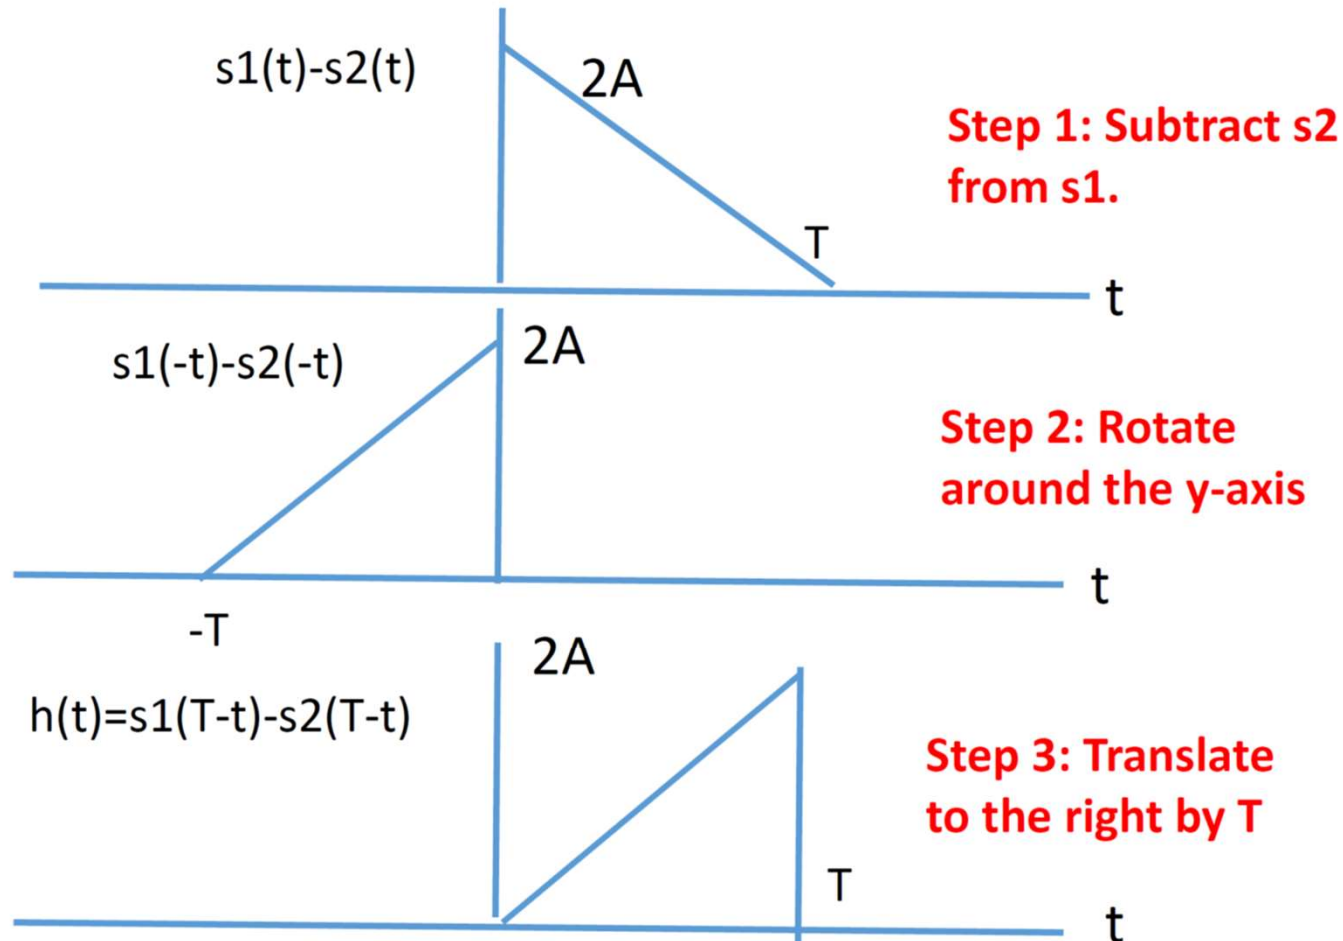 s1(t)-s2(t)
2A
Step 1: Subtract s2
from s1.
T
t
s1(-t)-s2(-t)
2A
Step 2: Rotate
around the y-axis
t
-T
2A
h(t)=s1(T-t)-s2(T-t)
Step 3: Translate
to the right by T
T
t